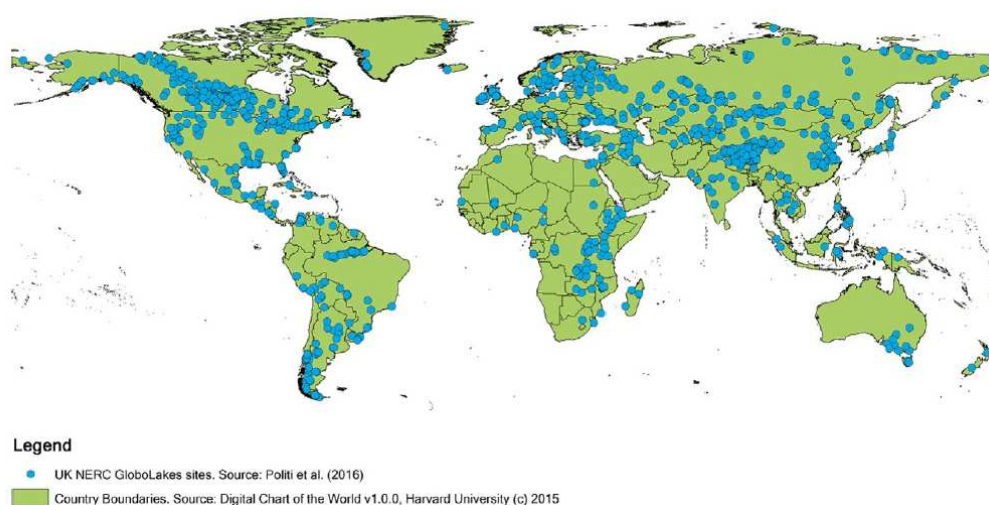 Legend
UK NERC GloboLakes sites. Source: Politi et al. (2016)
Country Boundaries. Source: Digital Chart of the World v1.0.0, Harvard University (c) 2015